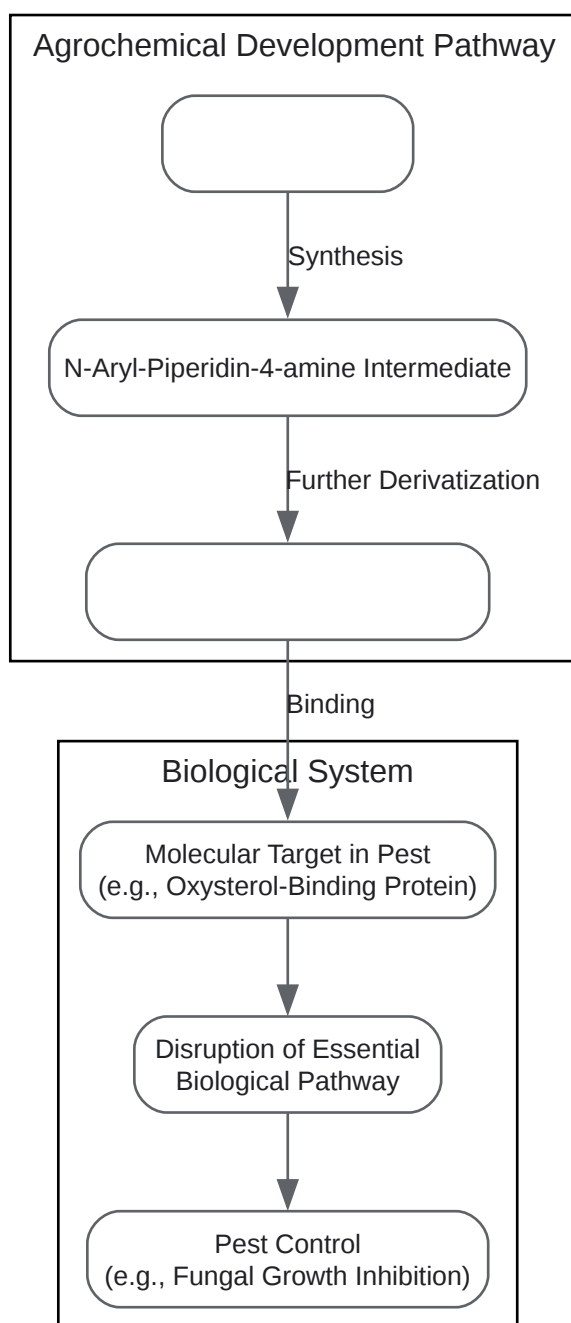 Agrochemical Development Pathway
Synthesis
N-Aryl-Piperidin-4-amine Intermediate
Further Derivatization
Binding
Biological System
Molecular Target in Pest
(e.g., Oxysterol-Binding Protein)
Disruption of Essential
Biological Pathway
Pest Control
(e.g., Fungal Growth Inhibition)